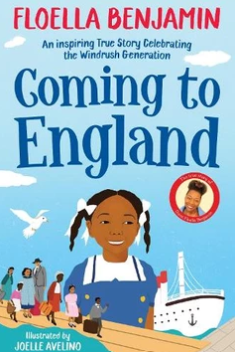 FLOELLA BENJAMIN
An inspiring True Story Celebrating
the Windrush Generation
Coming to
England
Illustrated by
JOELLE AVELINO